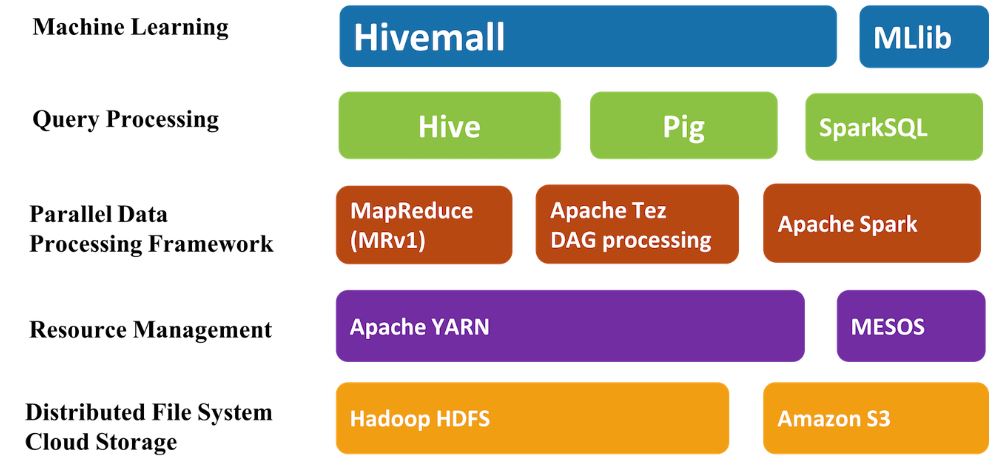 Machine Learning
Hivemall
MLlib
Query Processing
Hive
Pig
SparkSQL
Parallel Data
Processing Framework
MapReduce
(MRv1)
Apache Tez
DAG processing
Apache Spark
Resource Management
Apache YARN
MESOS
Distributed File System
Cloud Storage
Hadoop HDFS
Amazon S3